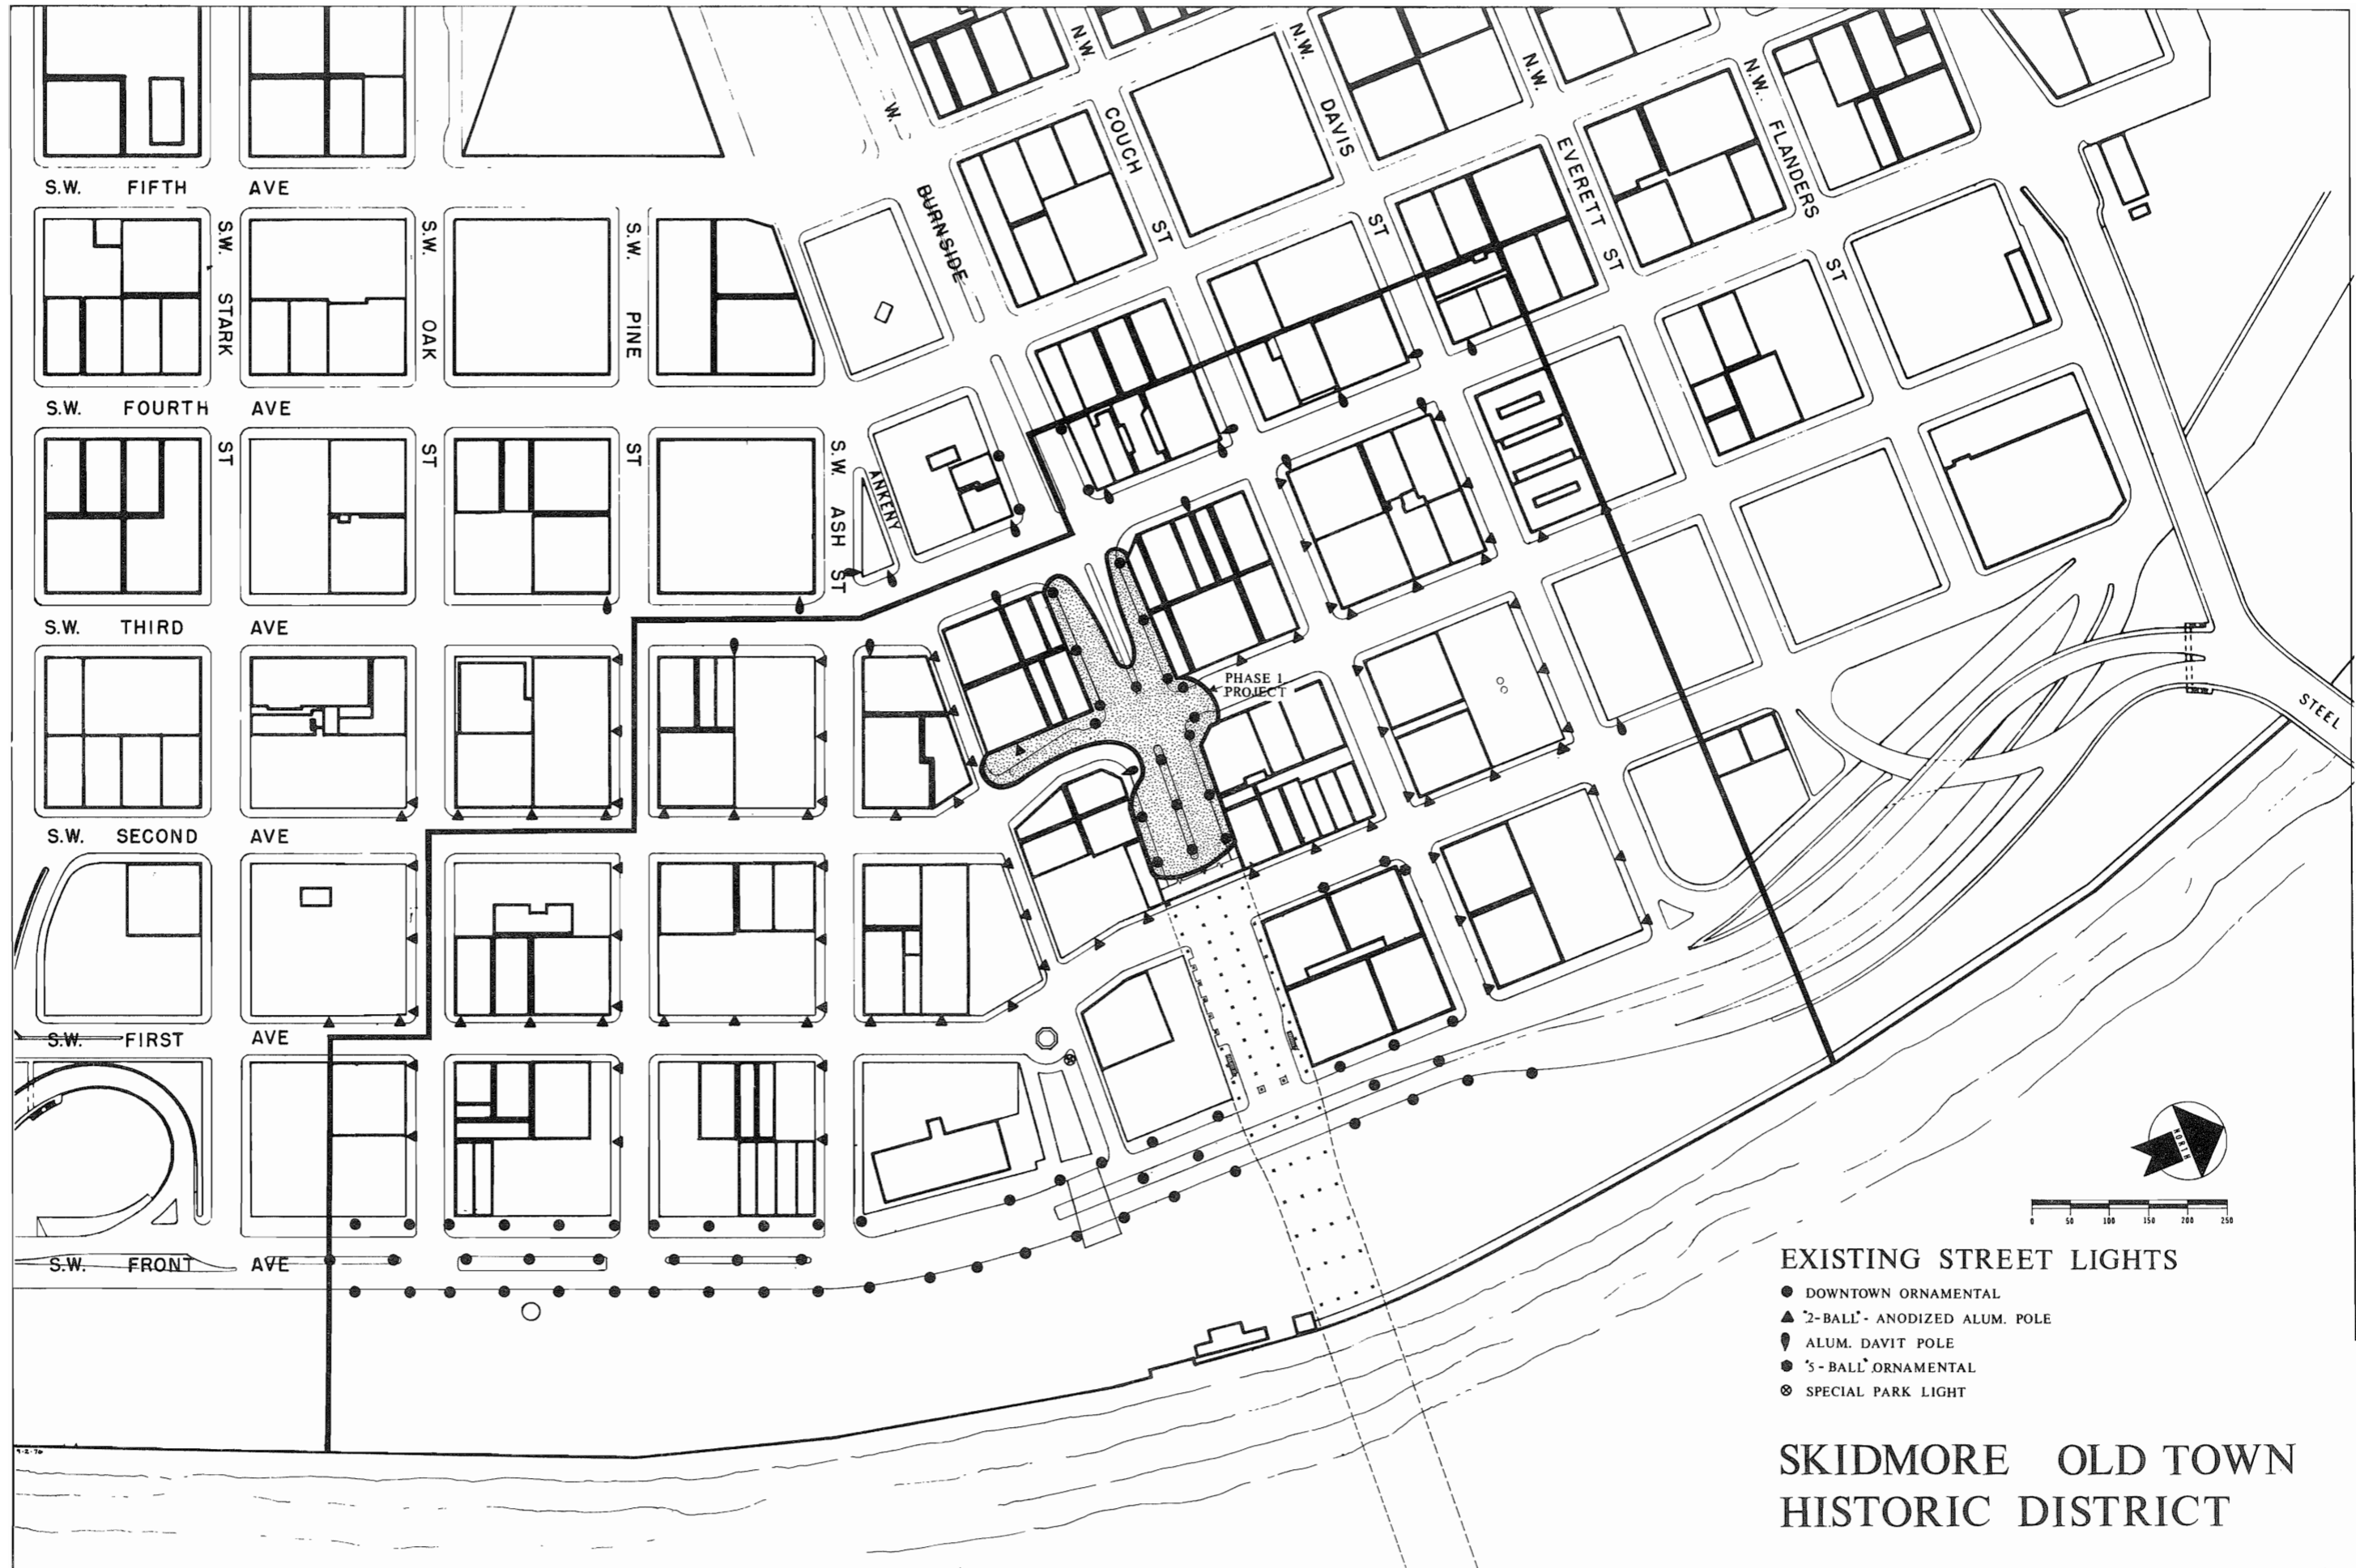 N.W.
N.W.
N.W.
N.W.
W.
COUCH
DAVIS
EVERETT
FLANDERS
S.W. FIFTH AVE
BURNSIDE
ST
ST
ST
ST
S.W. STARK
S.W. OAK
S.W. PINE
S.W. FOURTH AVE
ST
ST
ST
S.W. ASH ST
ANKENY
S.W. THIRD AVE
PHASE 1
PROJECT
STEEL
S.W. SECOND AVE
S.W. FIRST AVE
NORTH
0 50 100 150 200 250
S.W. FRONT AVE
EXISTING STREET LIGHTS
DOWNTOWN ORNAMENTAL
"2-BALL" - ANODIZED ALUM. POLE
ALUM. DAVIT POLE
"5-BALL" ORNAMENTAL
SPECIAL PARK LIGHT
SKIDMORE OLD TOWN
HISTORIC DISTRICT